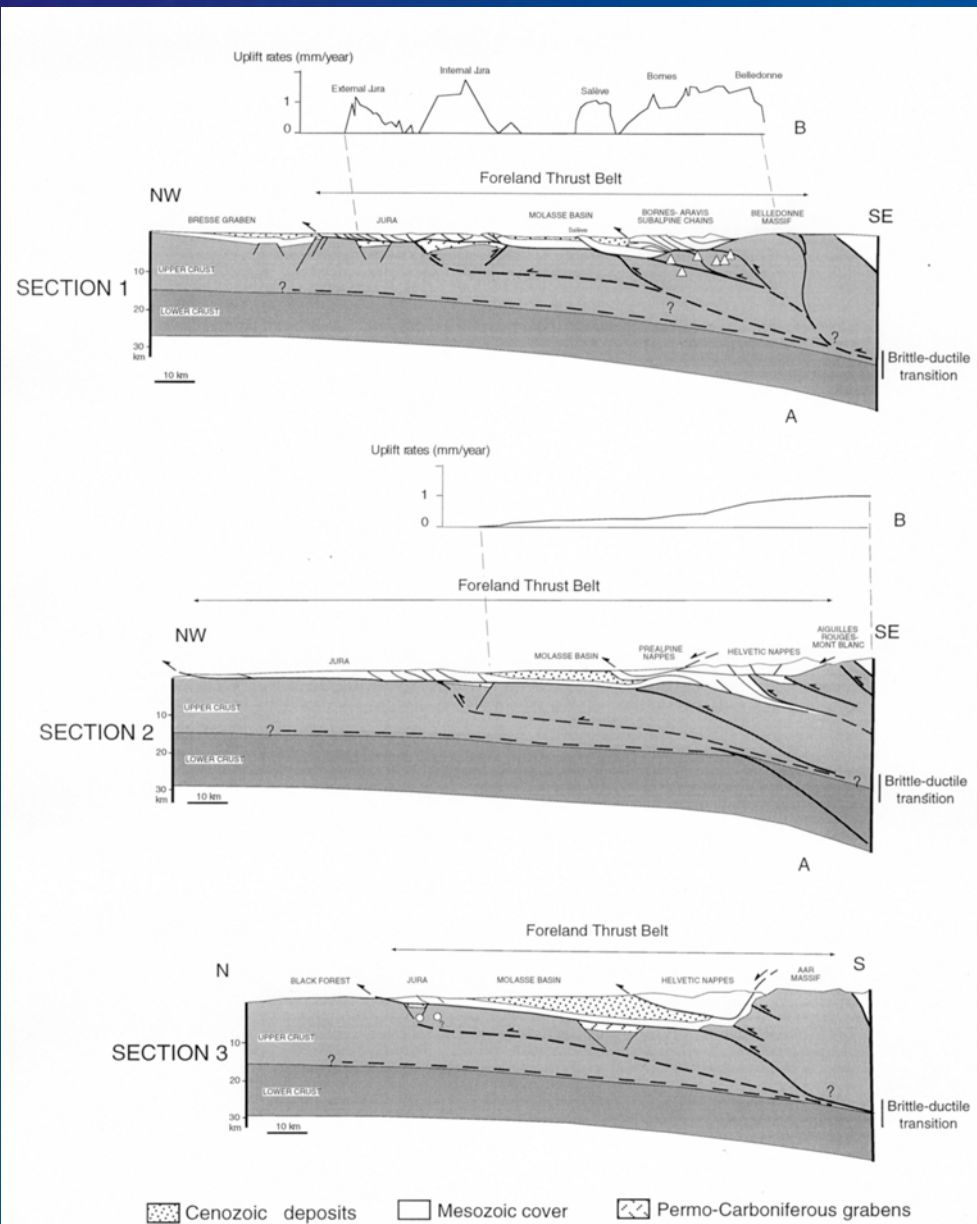 Uplift rates (mm/year)
External Jura
Internal Jura
Salève
Bornes
Belledonne
1
0
B
Foreland Thrust Belt
NW
SE
BRESSE GRABEN
JURA
MOLASSE BASIN
BORNES- ARAVIS
SUBALPINE CHAINS
BELLEDONNE
MASSIF
Salève
SECTION 1
UPPER CRUST
LOWER CRUST
10
20
30
km
?
?
?
10 km
Brittle-ductile
transition
A
Uplift rates (mm/year)
1
0
B
Foreland Thrust Belt
NW
SE
JURA
MOLASSE BASIN
PREALPINE
NAPPES
HELVETIC NAPPES
AIGUILLES
ROUGES-
MONT BLANC
SECTION 2
UPPER CRUST
LOWER CRUST
10
20
30
km
?
?
10 km
Brittle-ductile
transition
A
Foreland Thrust Belt
N
S
BLACK FOREST
JURA
MOLASSE BASIN
HELVETIC NAPPES
AAR
MASSIF
SECTION 3
UPPER CRUST
LOWER CRUST
10
20
30
km
?
?
?
10 km
Brittle-ductile
transition
Cenozoic deposits
Mesozoic cover
Permo-Carboniferous grabens